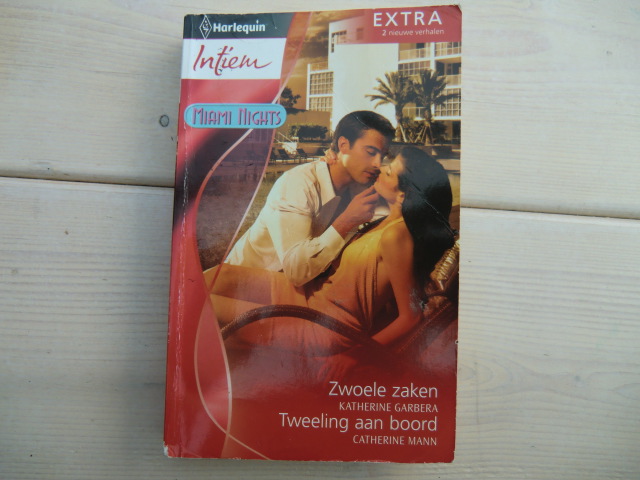 Harlequin
Intiem
EXTRA
2 nieuwe verhalen
MIAMI NIGHTS
Zwoele zaken
KATHERINE GARBERA
Tweeling aan boord
CATHERINE MANN